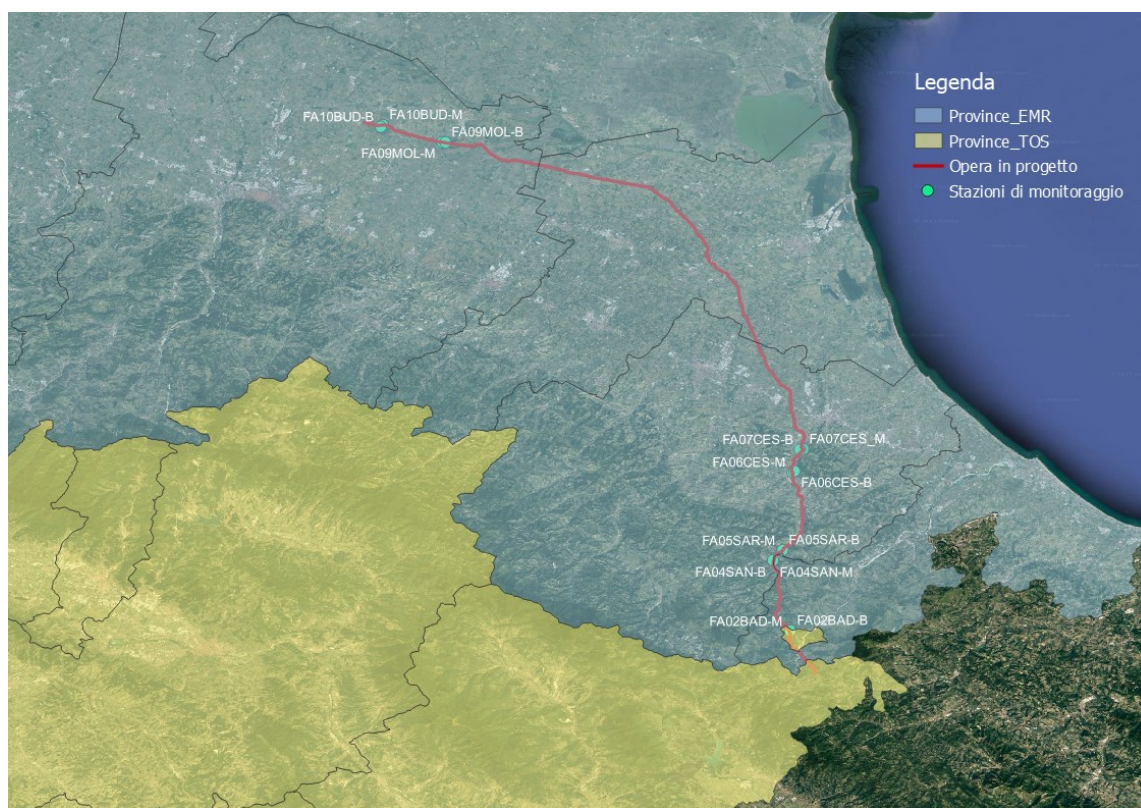 Legenda
Province_EMR
Province_TOS
Opera in progetto
Stazioni di monitoraggio
FA10BUD-B
FA10BUD-M
FA09MOL-B
FA09MOL-M
FA07CES-B
FA07CES_M
FA06CES-M
FA06CES-B
FA05SAR-M
FA05SAR-B
FA04SAN-B
FA04SAN-M
FA02BAD-M
FA02BAD-B